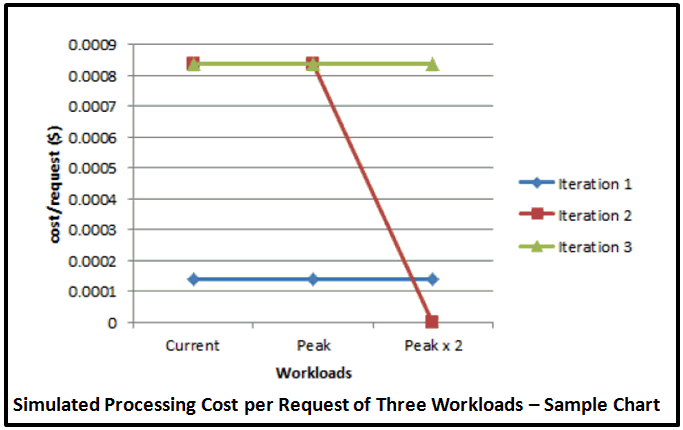 0.0009
0.0008
0.0007
0.0006
0.0005
0.0004
0.0003
0.0002
0.0001
0
cost/request ($)
Current Peak Peak x 2
Workloads
Iteration 1
Iteration 2
Iteration 3
Simulated Processing Cost per Request of Three Workloads – Sample Chart